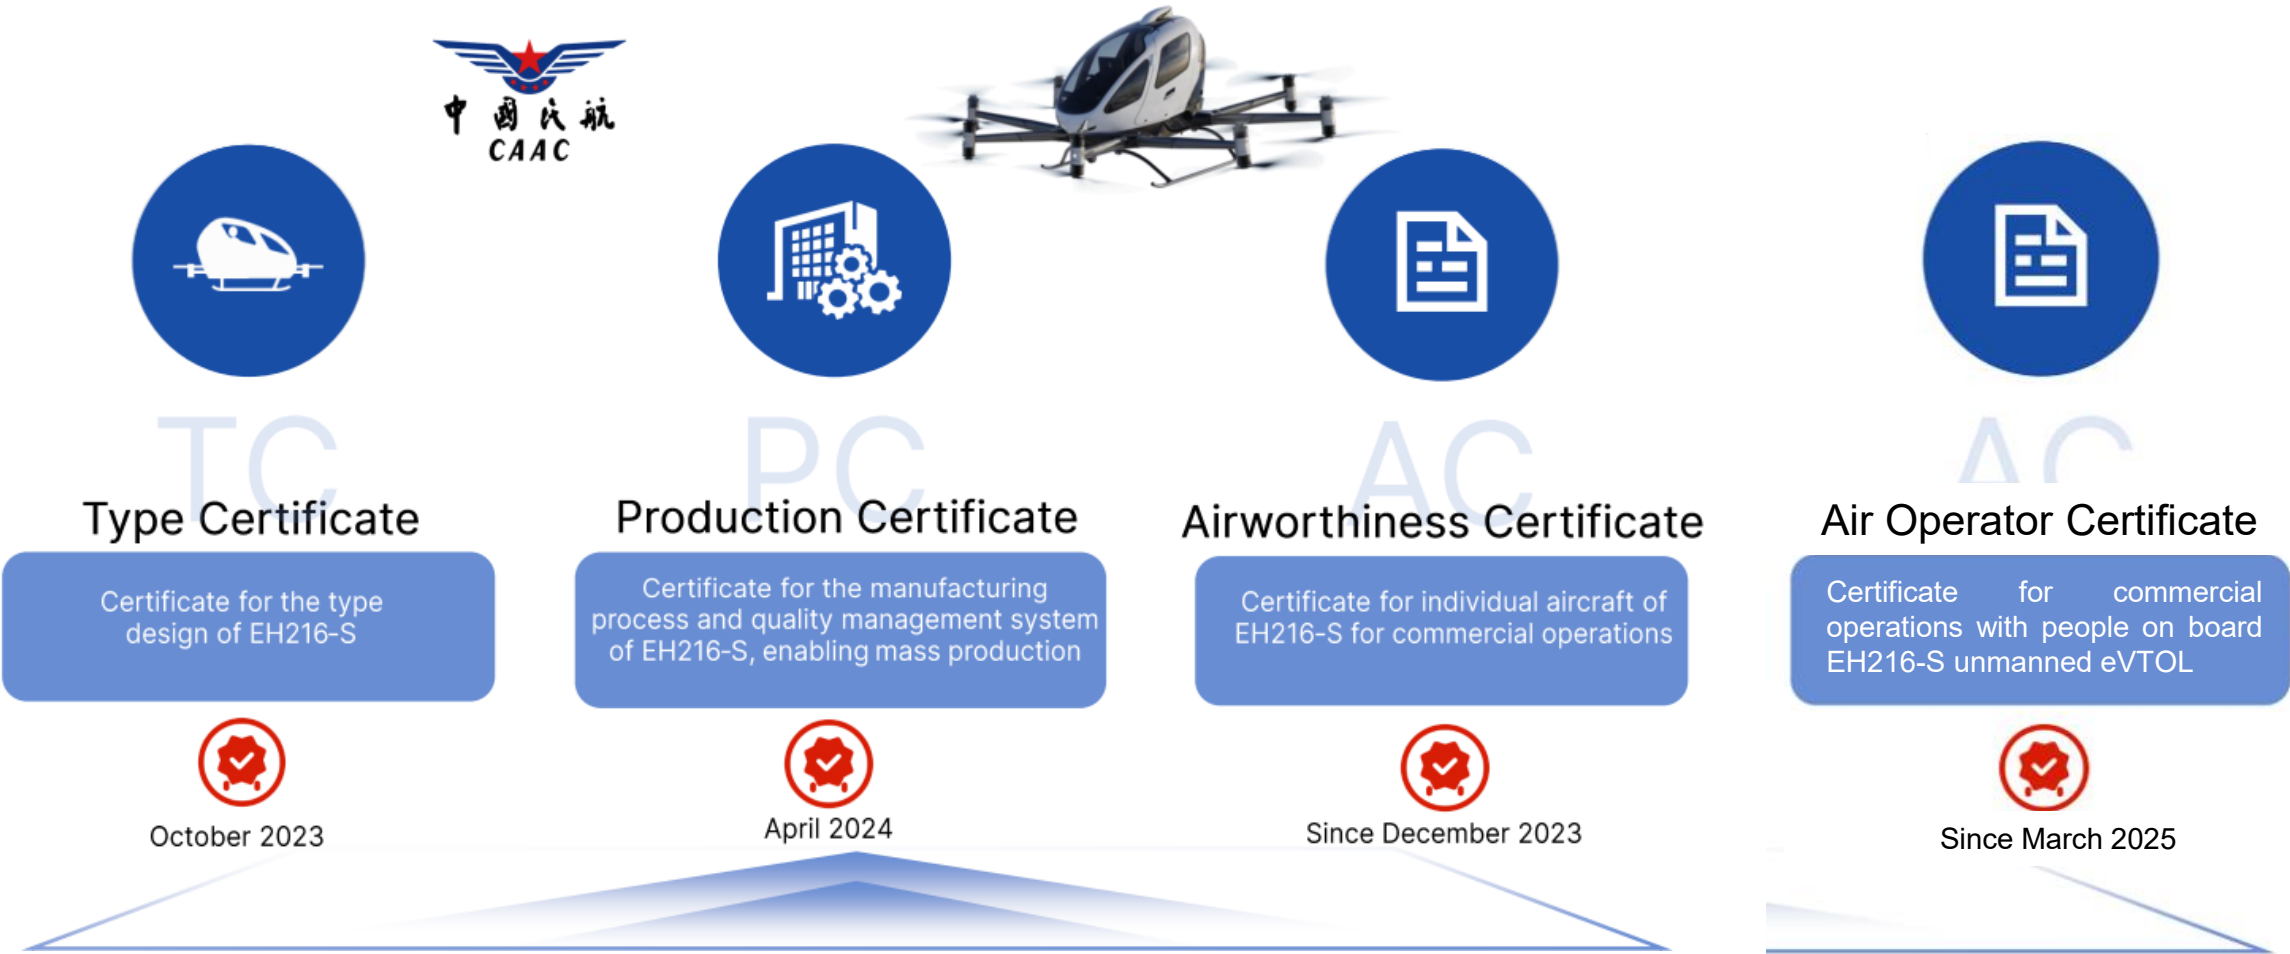 中國民航
CAAC
TC
Type Certificate
Certificate for the type
design of EH216-S
October 2023
PC
Production Certificate
Certificate for the manufacturing
process and quality management system
of EH216-S, enabling mass production
April 2024
AC
Airworthiness Certificate
Certificate for individual aircraft of
EH216-S for commercial operations
Since December 2023
AC
Air Operator Certificate
Certificate for commercial
operations with people on board
EH216-S unmanned eVTOL
Since March 2025